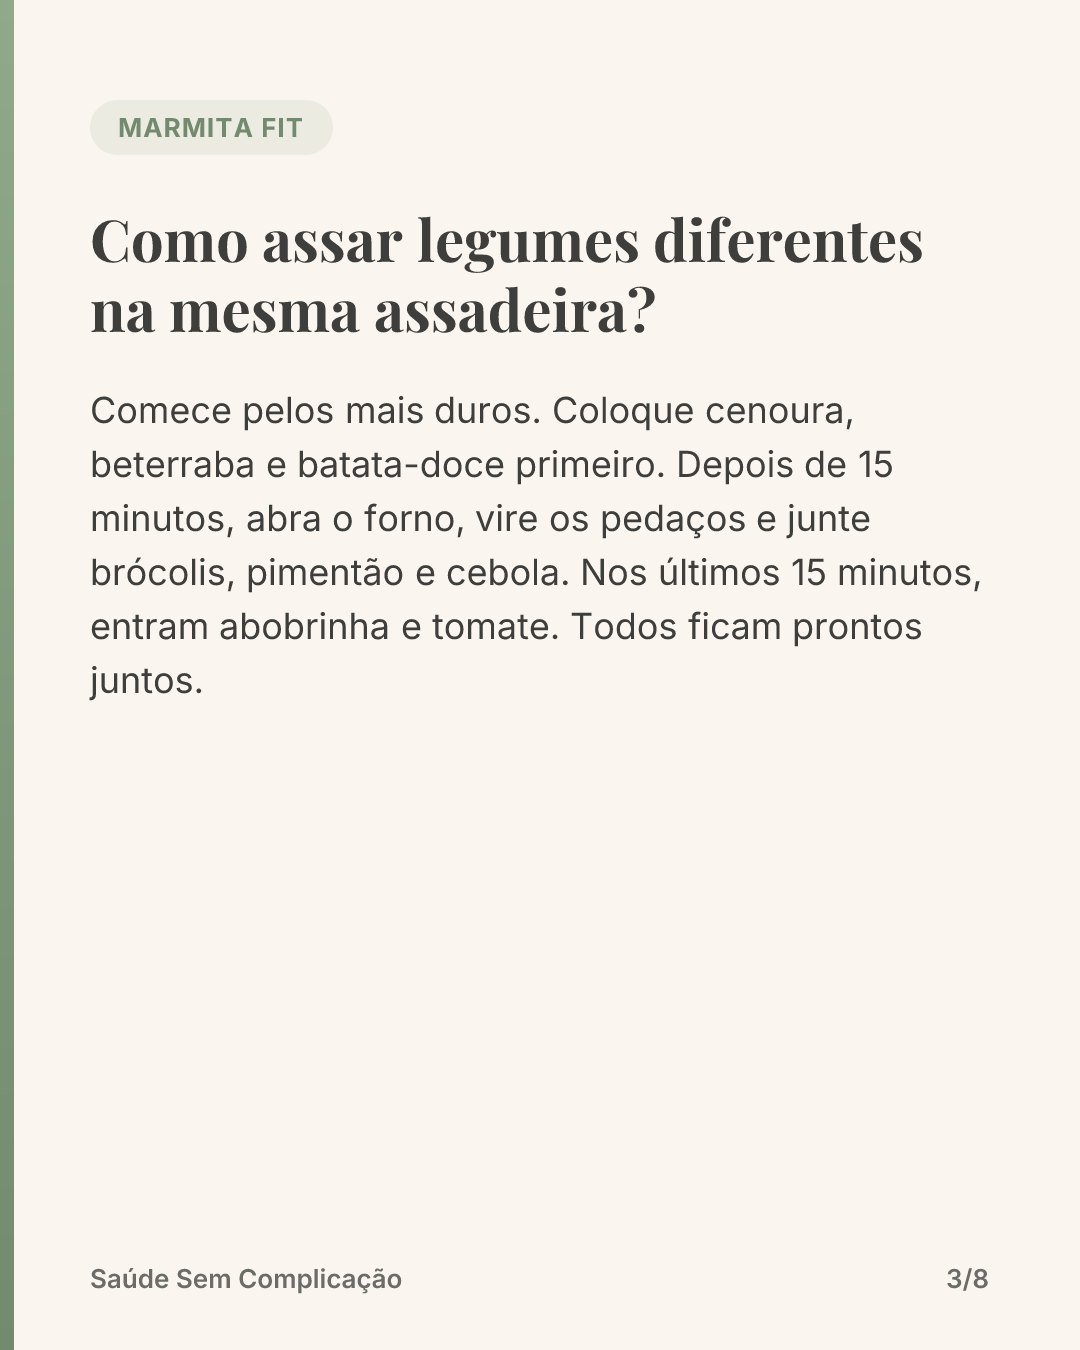 MARMITA FIT
Como assar legumes diferentes
na mesma assadeira?
Comece pelos mais duros. Coloque cenoura,
beterraba e batata-doce primeiro. Depois de 15
minutos, abra o forno, vire os pedaços e junte
brócolis, pimentão e cebola. Nos últimos 15 minutos,
entram abobrinha e tomate. Todos ficam prontos
juntos.
Saúde Sem Complicação
3/8